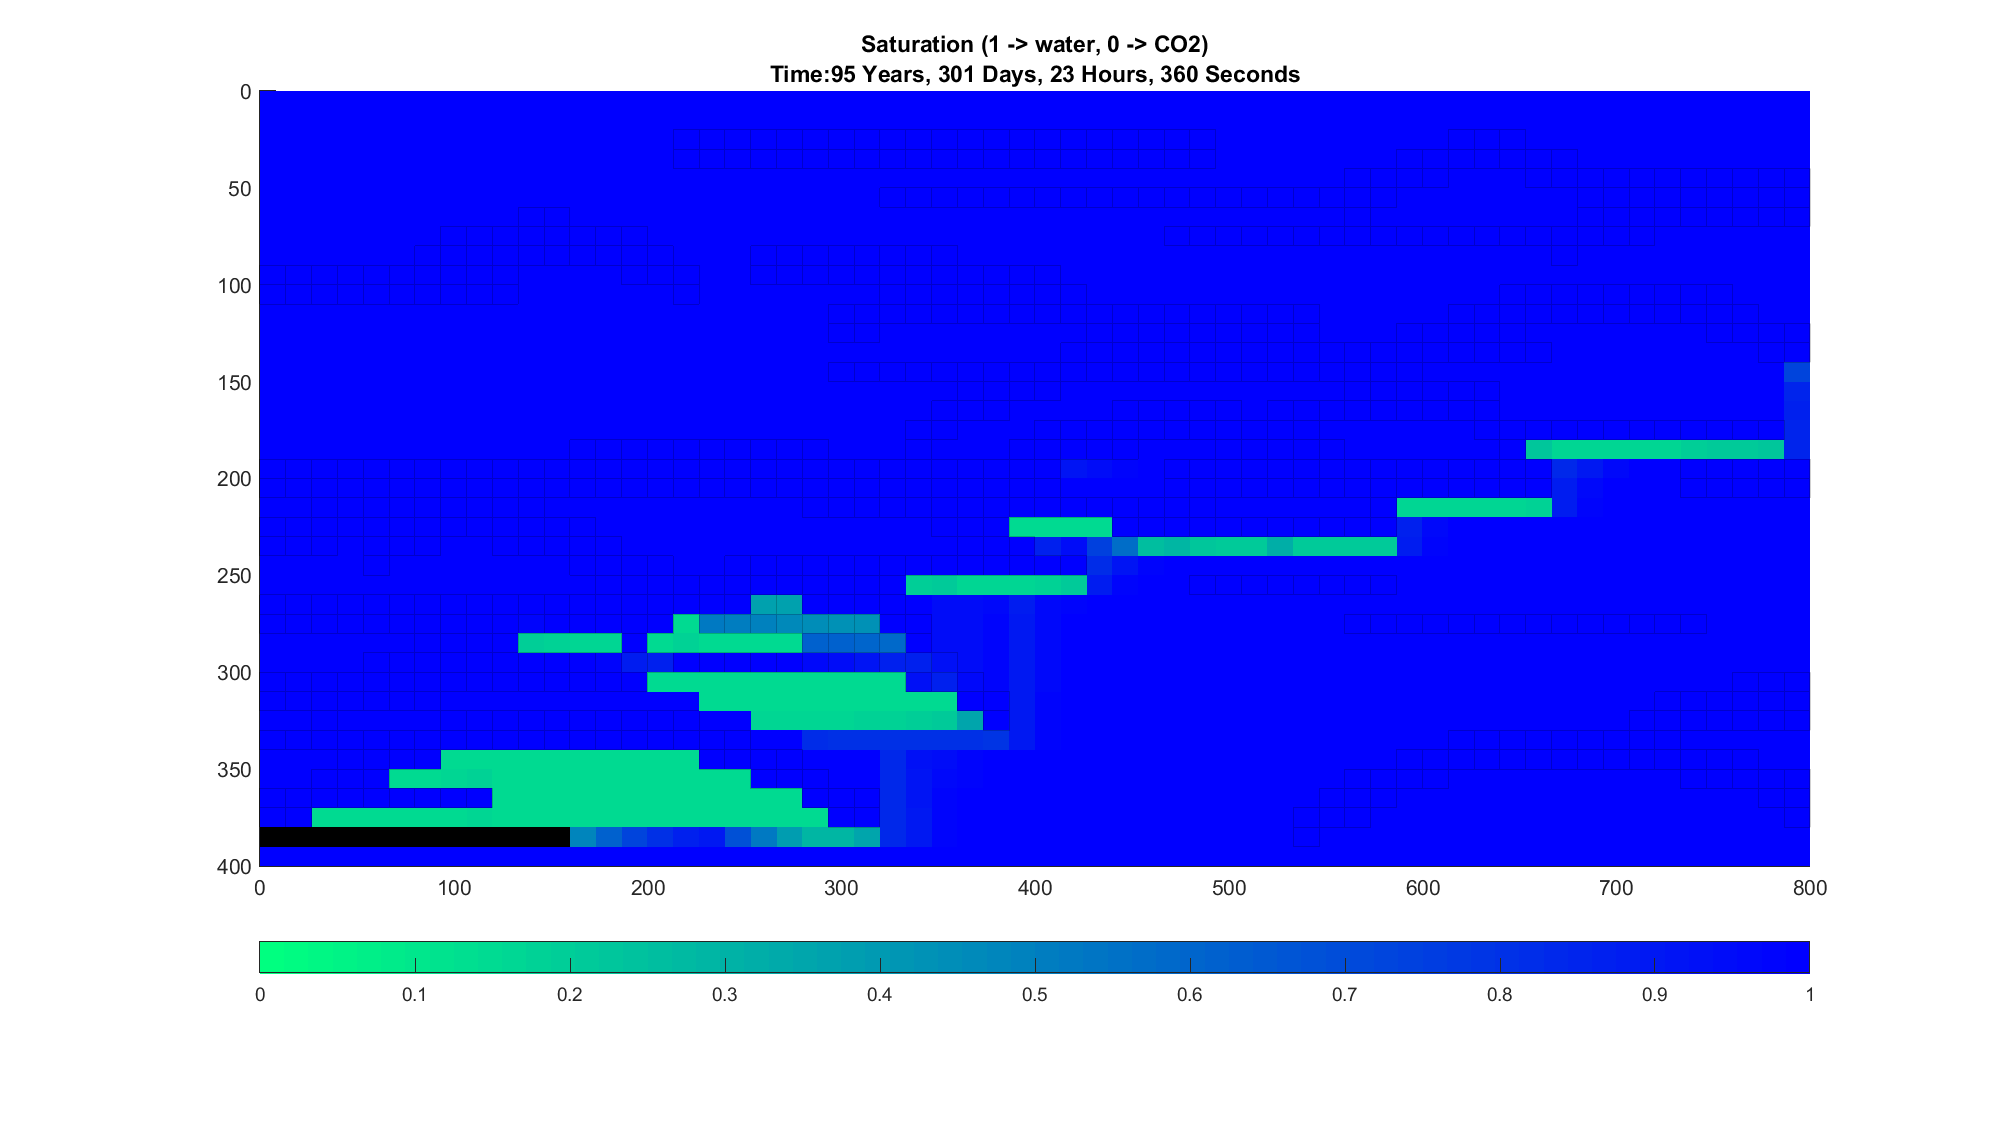 Saturation (1 -> water, 0 -> CO2)
Time:95 Years, 301 Days, 23 Hours, 360 Seconds
0
50
100
150
200
250
300
350
400
0 100 200 300 400 500 600 700 800
0 0.1 0.2 0.3 0.4 0.5 0.6 0.7 0.8 0.9 1